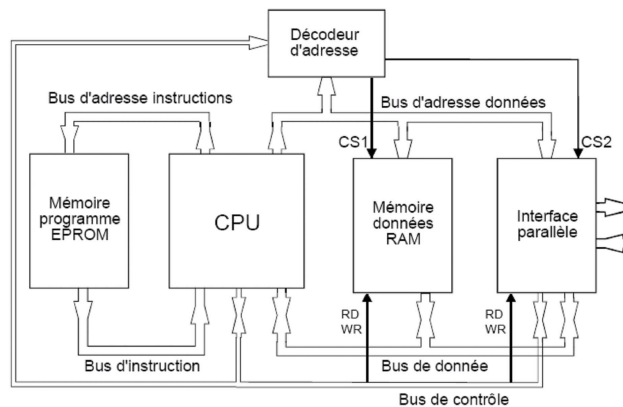 Décodeur
d'adresse
Bus d'adresse instructions
Bus d'adresse données
CS1
CS2
Mémoire
programme
EPROM
CPU
Mémoire
données
RAM
Interface
parallèle
RD
WR
RD
WR
Bus d'instruction
Bus de donnée
Bus de contrôle